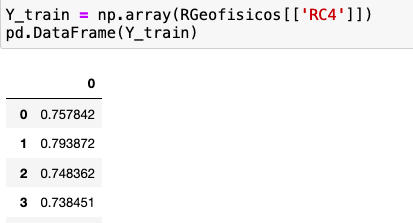 Y_train = np.array(RGeofisicos[['RC4']])
pd.DataFrame(Y_train)
0
0 0.757842
1 0.793872
2 0.748362
3 0.738451